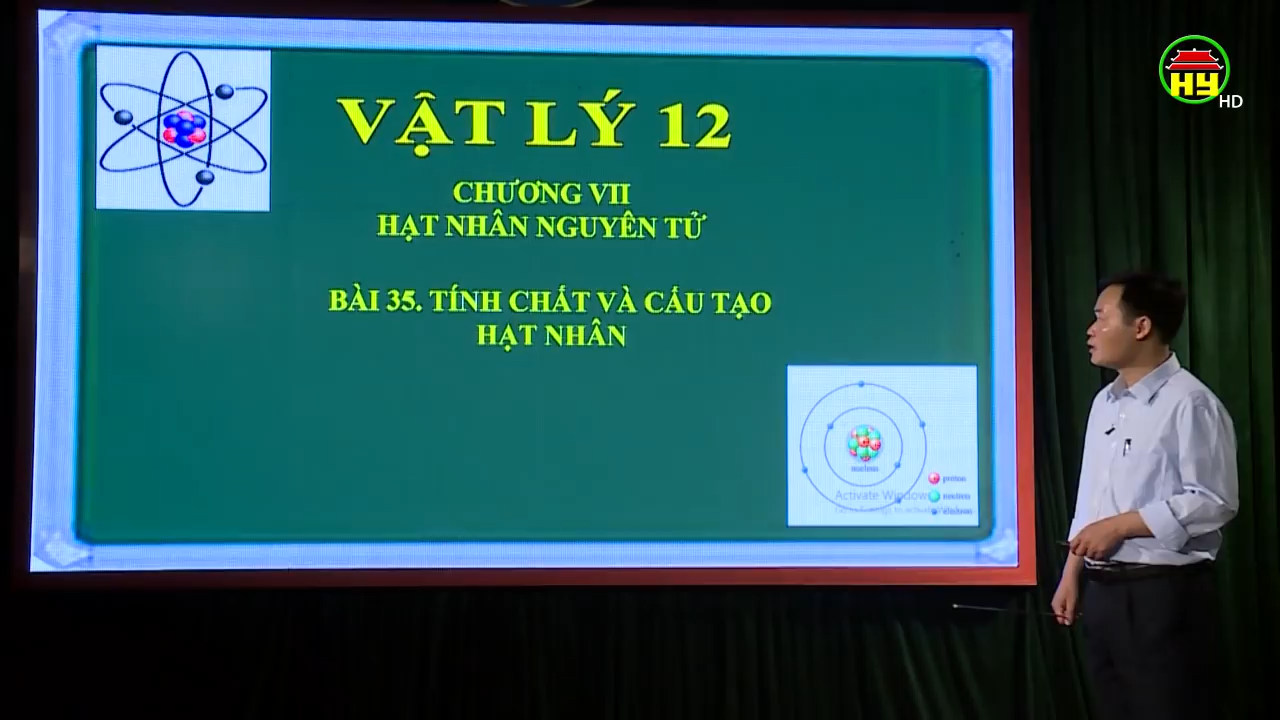 VẬT LÝ 12
CHƯƠNG VII
HẠT NHÂN NGUYÊN TỬ
BÀI 35. TÍNH CHẤT VÀ CẤU TẠO
HẠT NHÂN
nucleus
proton
Activate Windows
neutron
electron
HY
HD